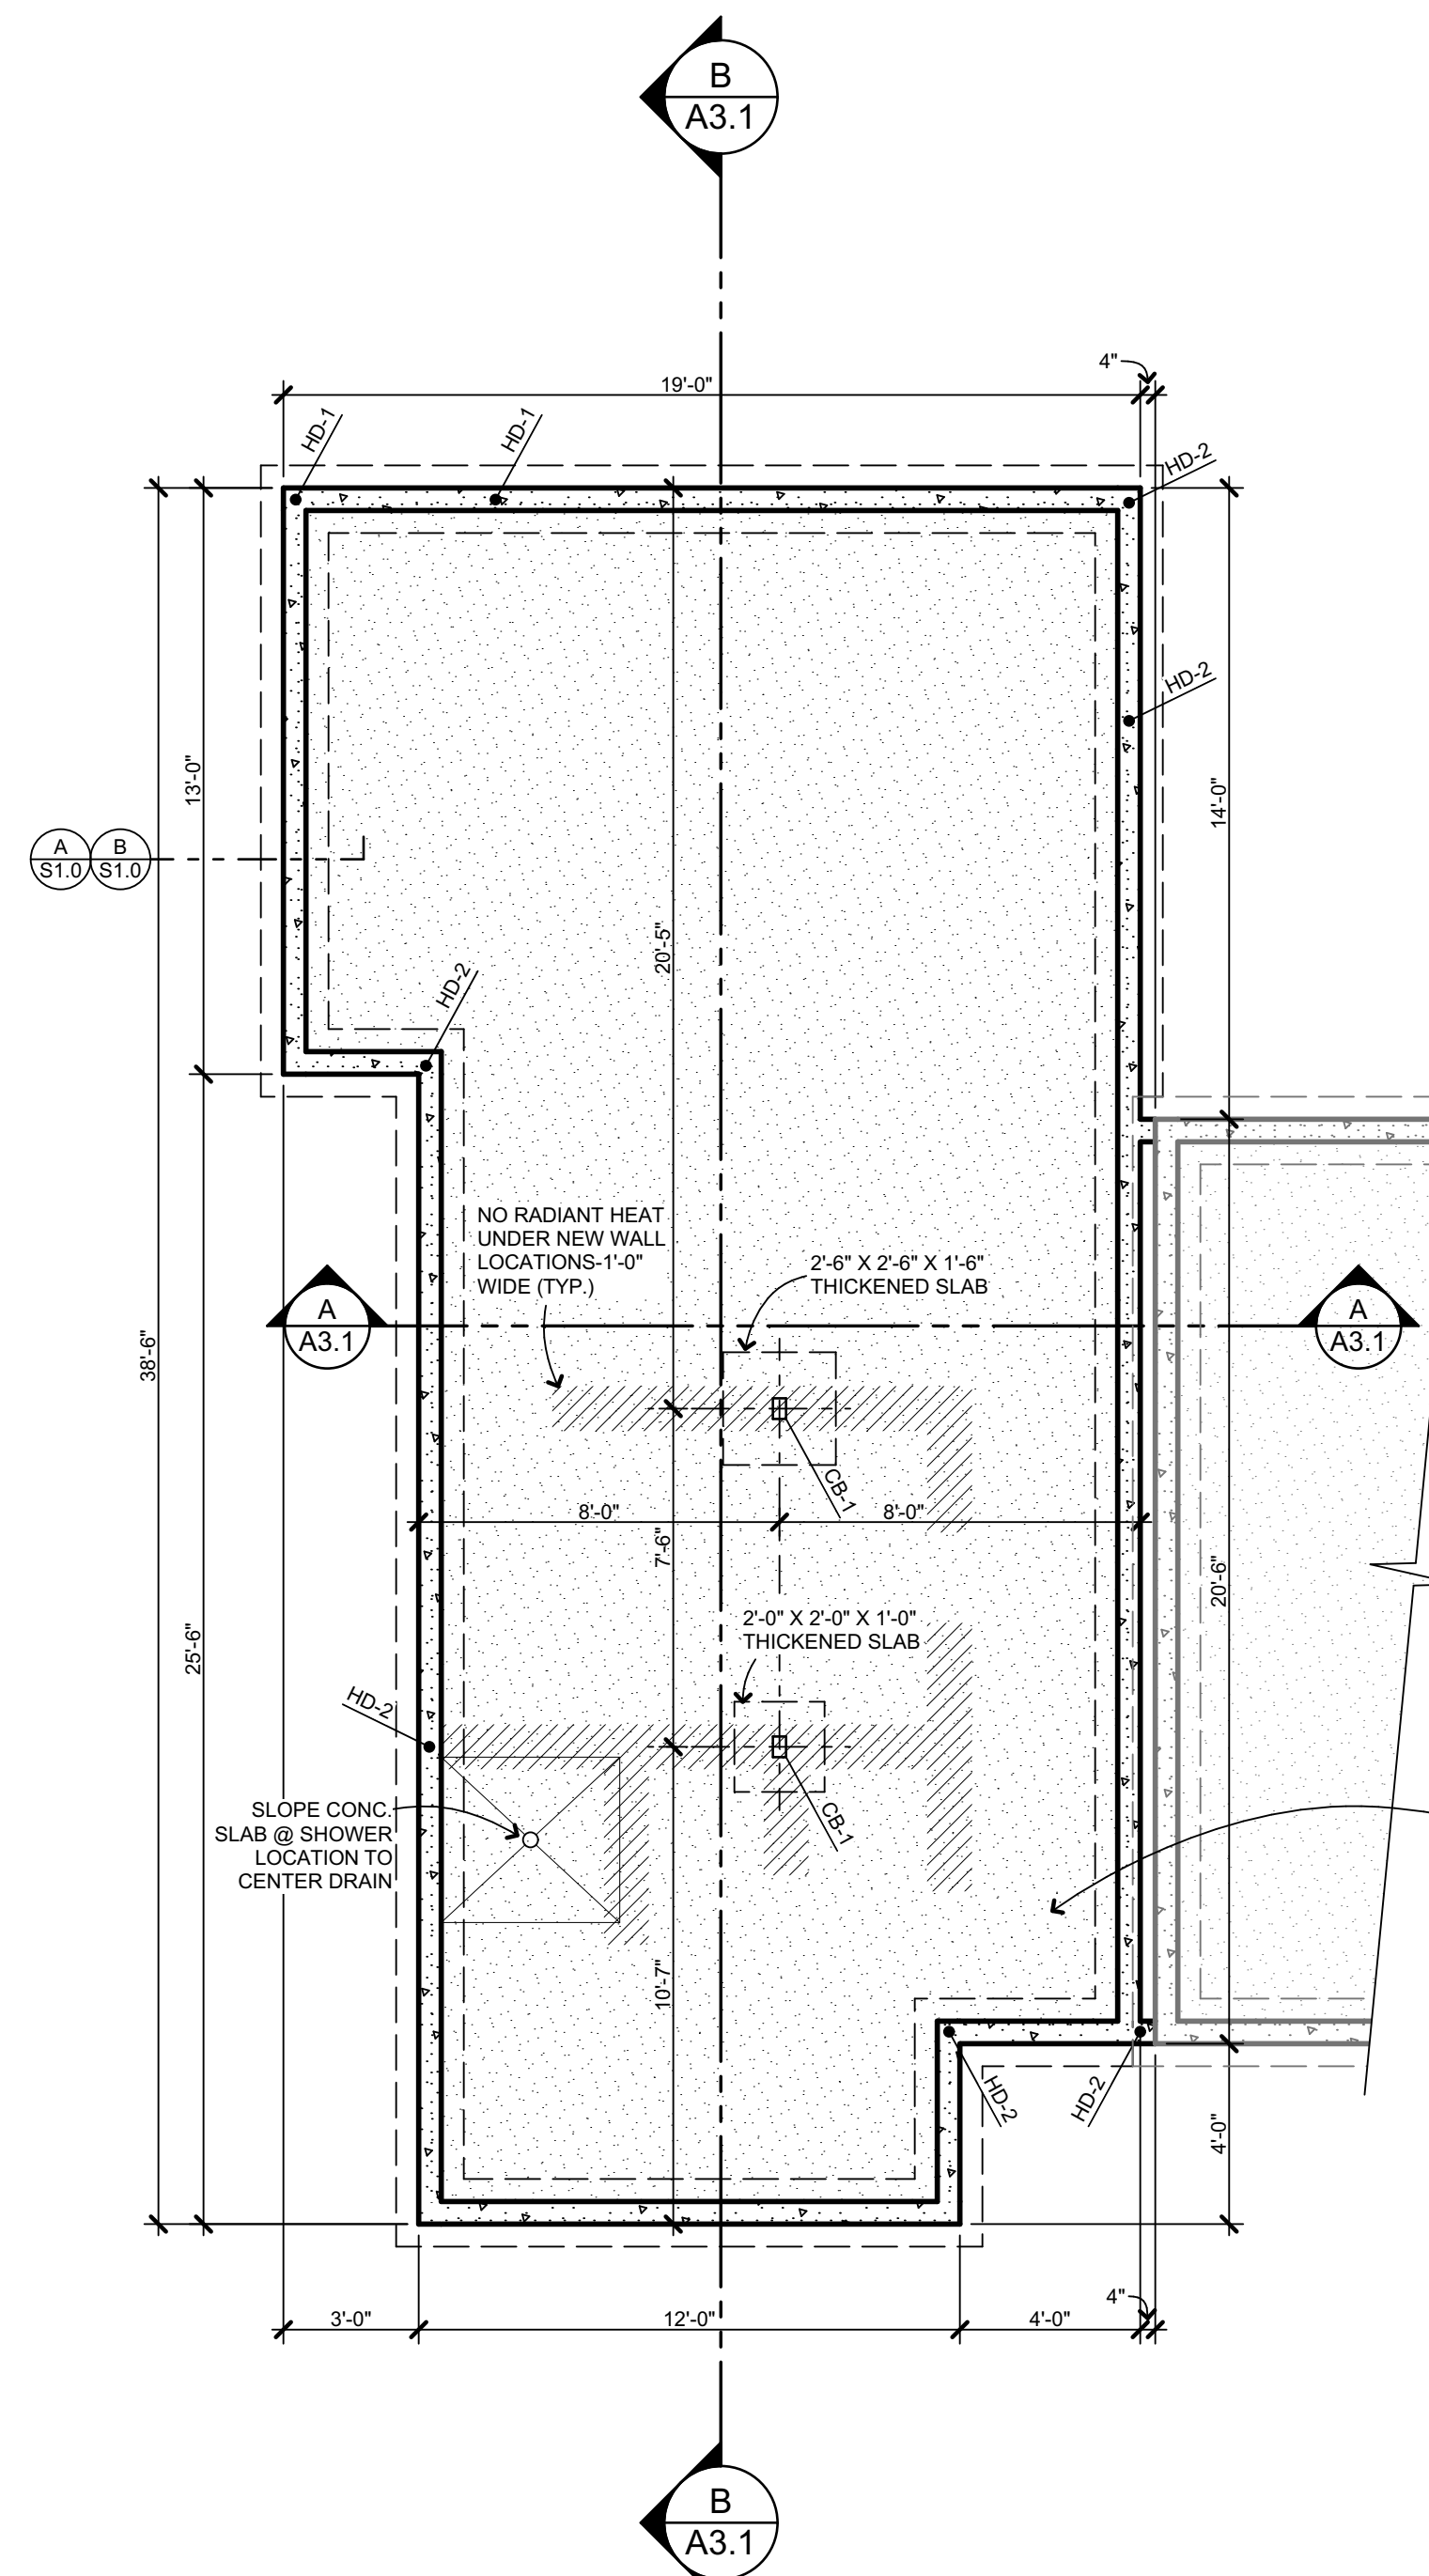 B
A3.1
4"
19'-0"
HD-1
HD-1
HD-2
HD-2
13'-0"
14'-0"
A
S1.0
B
S1.0
20'-5"
HD-2
NO RADIANT HEAT
UNDER NEW WALL
LOCATIONS-1'-0"
WIDE (TYP.)
2'-6" X 2'-6" X 1'-6"
THICKENED SLAB
A
A3.1
A
A3.1
38'-6"
CB-1
8'-0"
8'-0"
7'-6"
20'-6"
25'-6"
2'-0" X 2'-0" X 1'-0"
THICKENED SLAB
HD-2
CB-1
SLOPE CONC.
SLAB @ SHOWER
LOCATION TO
CENTER DRAIN
10'-7"
HD-2
HD-2
4'-0"
4"
3'-0"
12'-0"
4'-0"
B
A3.1